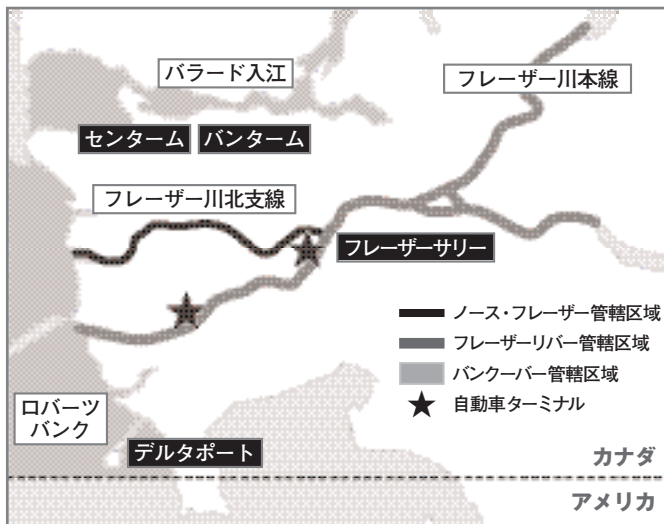 バラード入江
フレーザー川本線
センターム
バンターム
フレーザー川北支線
フレーザーサリー
ノース・フレーザー管轄区域
フレーザーリバー管轄区域
バンクーバー管轄区域
自動車ターミナル
ロバーツ
バンク
デルタポート
カナダ
アメリカ